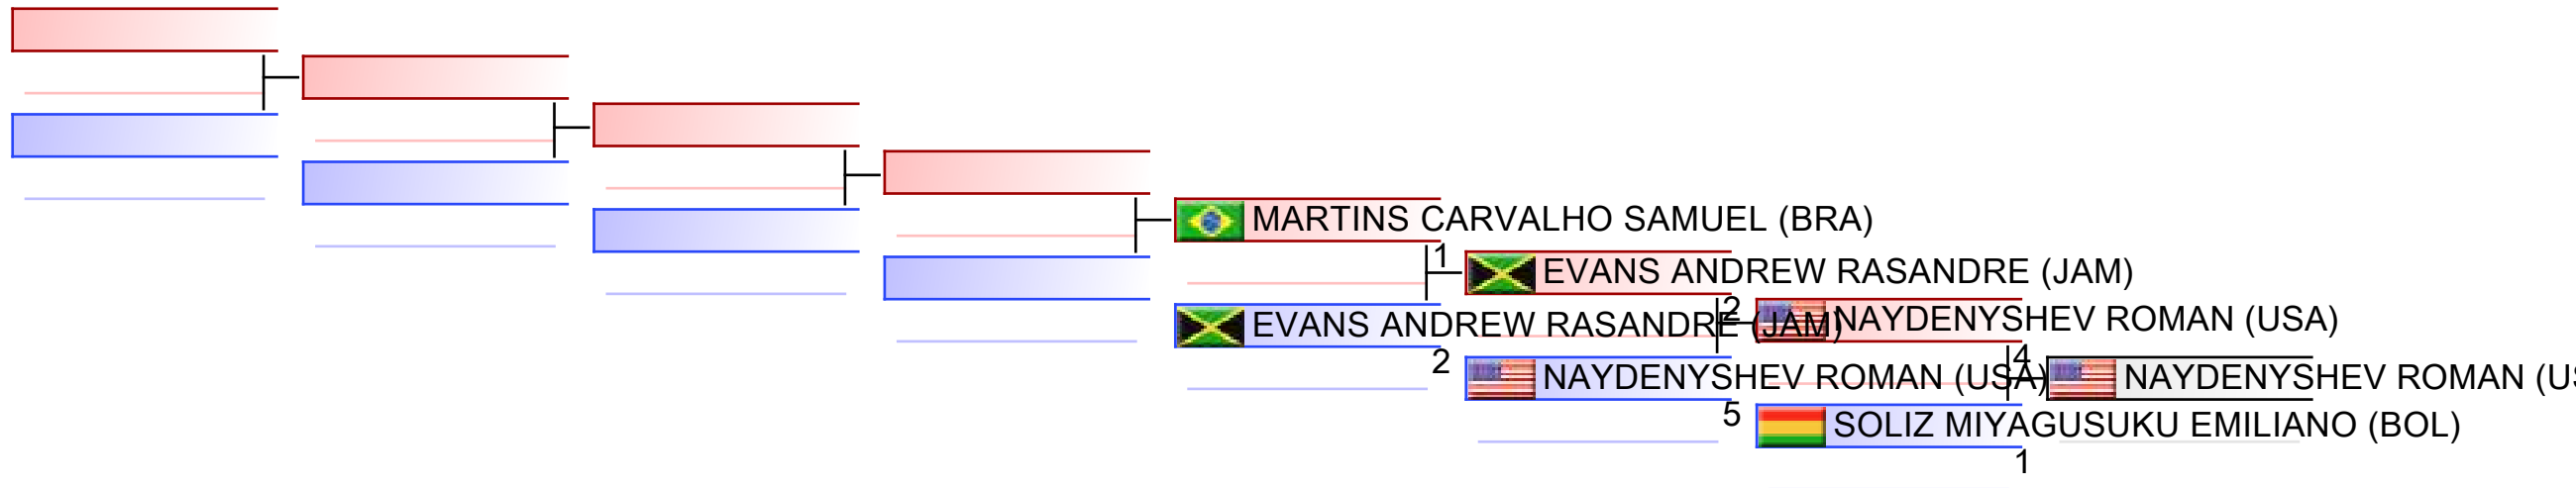 MARTINS CARVALHO SAMUEL (BRA)
1
EVANS ANDREW RASANDRE (JAM)
2
NAYDENYSHEV ROMAN (USA)
EVANS ANDREW RASANDRE (JAM)
2
4
NAYDENYSHEV ROMAN (USA)
NAYDENYSHEV ROMAN (US
5
SOLIZ MIYAGUSUKU EMILIANO (BOL)
1